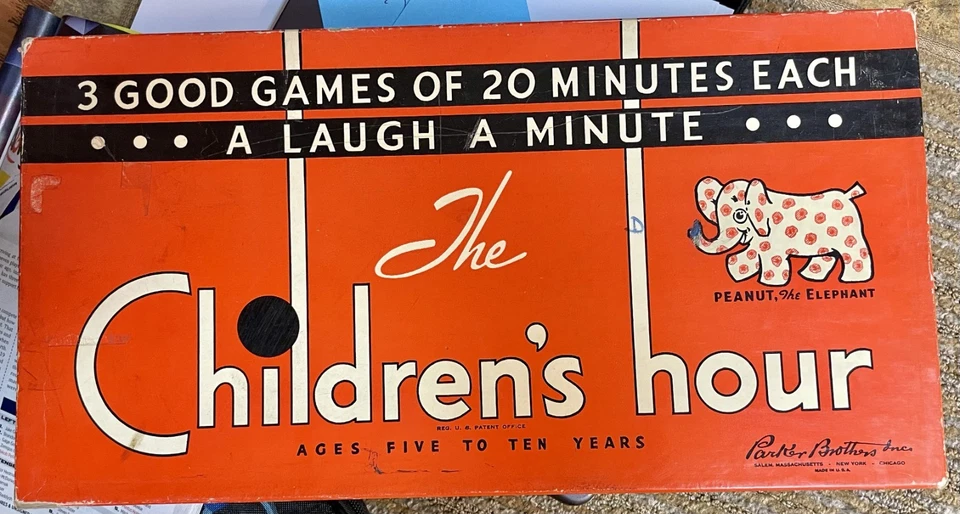 3 GOOD GAMES OF 20 MINUTES EACH
• • • A LAUGH A MINUTE • • •
The
Children's hour
PEANUT, The ELEPHANT
REG. U. S. PATENT OFFICE
AGES FIVE TO TEN YEARS
Parker Brothers Inc
SALEM, MASSACHUSETTS - NEW YORK - CHICAGO
MADE IN U.S.A.